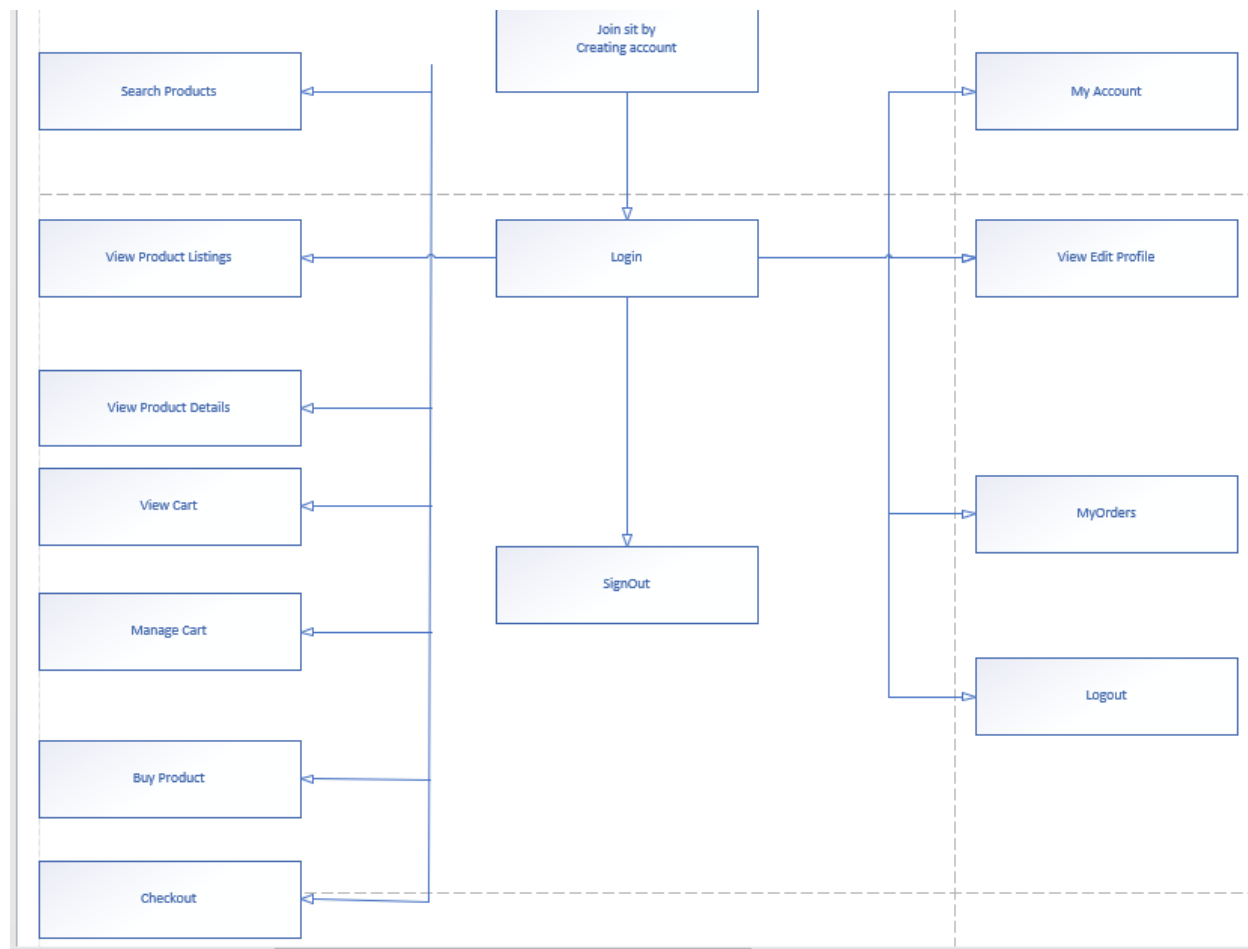 Join sit by
Creating account
Search Products
My Account
View Product Listings
Login
View Edit Profile
View Product Details
View Cart
MyOrders
SignOut
Manage Cart
Logout
Buy Product
Checkout